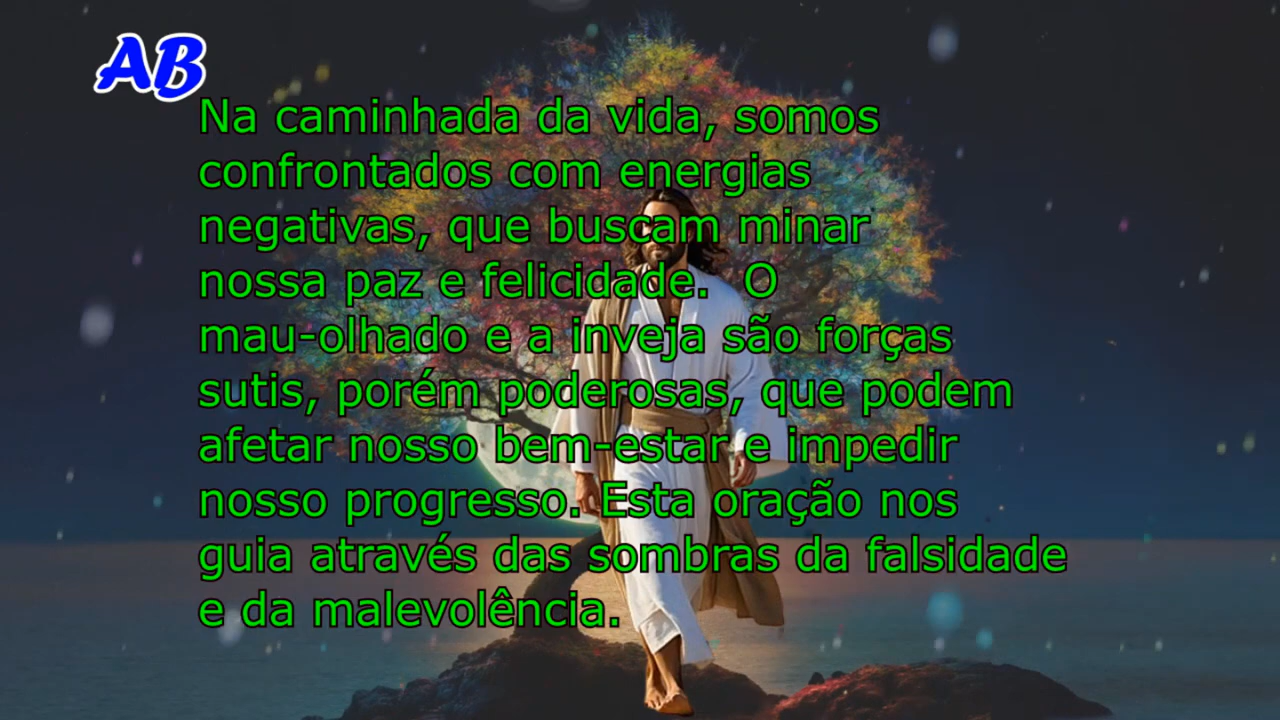 AB
Na caminhada da vida, somos
confrontados com energias
negativas, que buscam minar
nossa paz e felicidade.  O
mau-olhado e a inveja são forças
sutis, porém poderosas, que podem
afetar nosso bem-estar e impedir
nosso progresso. Esta oração nos
guia através das sombras da falsidade
e da malevolência.